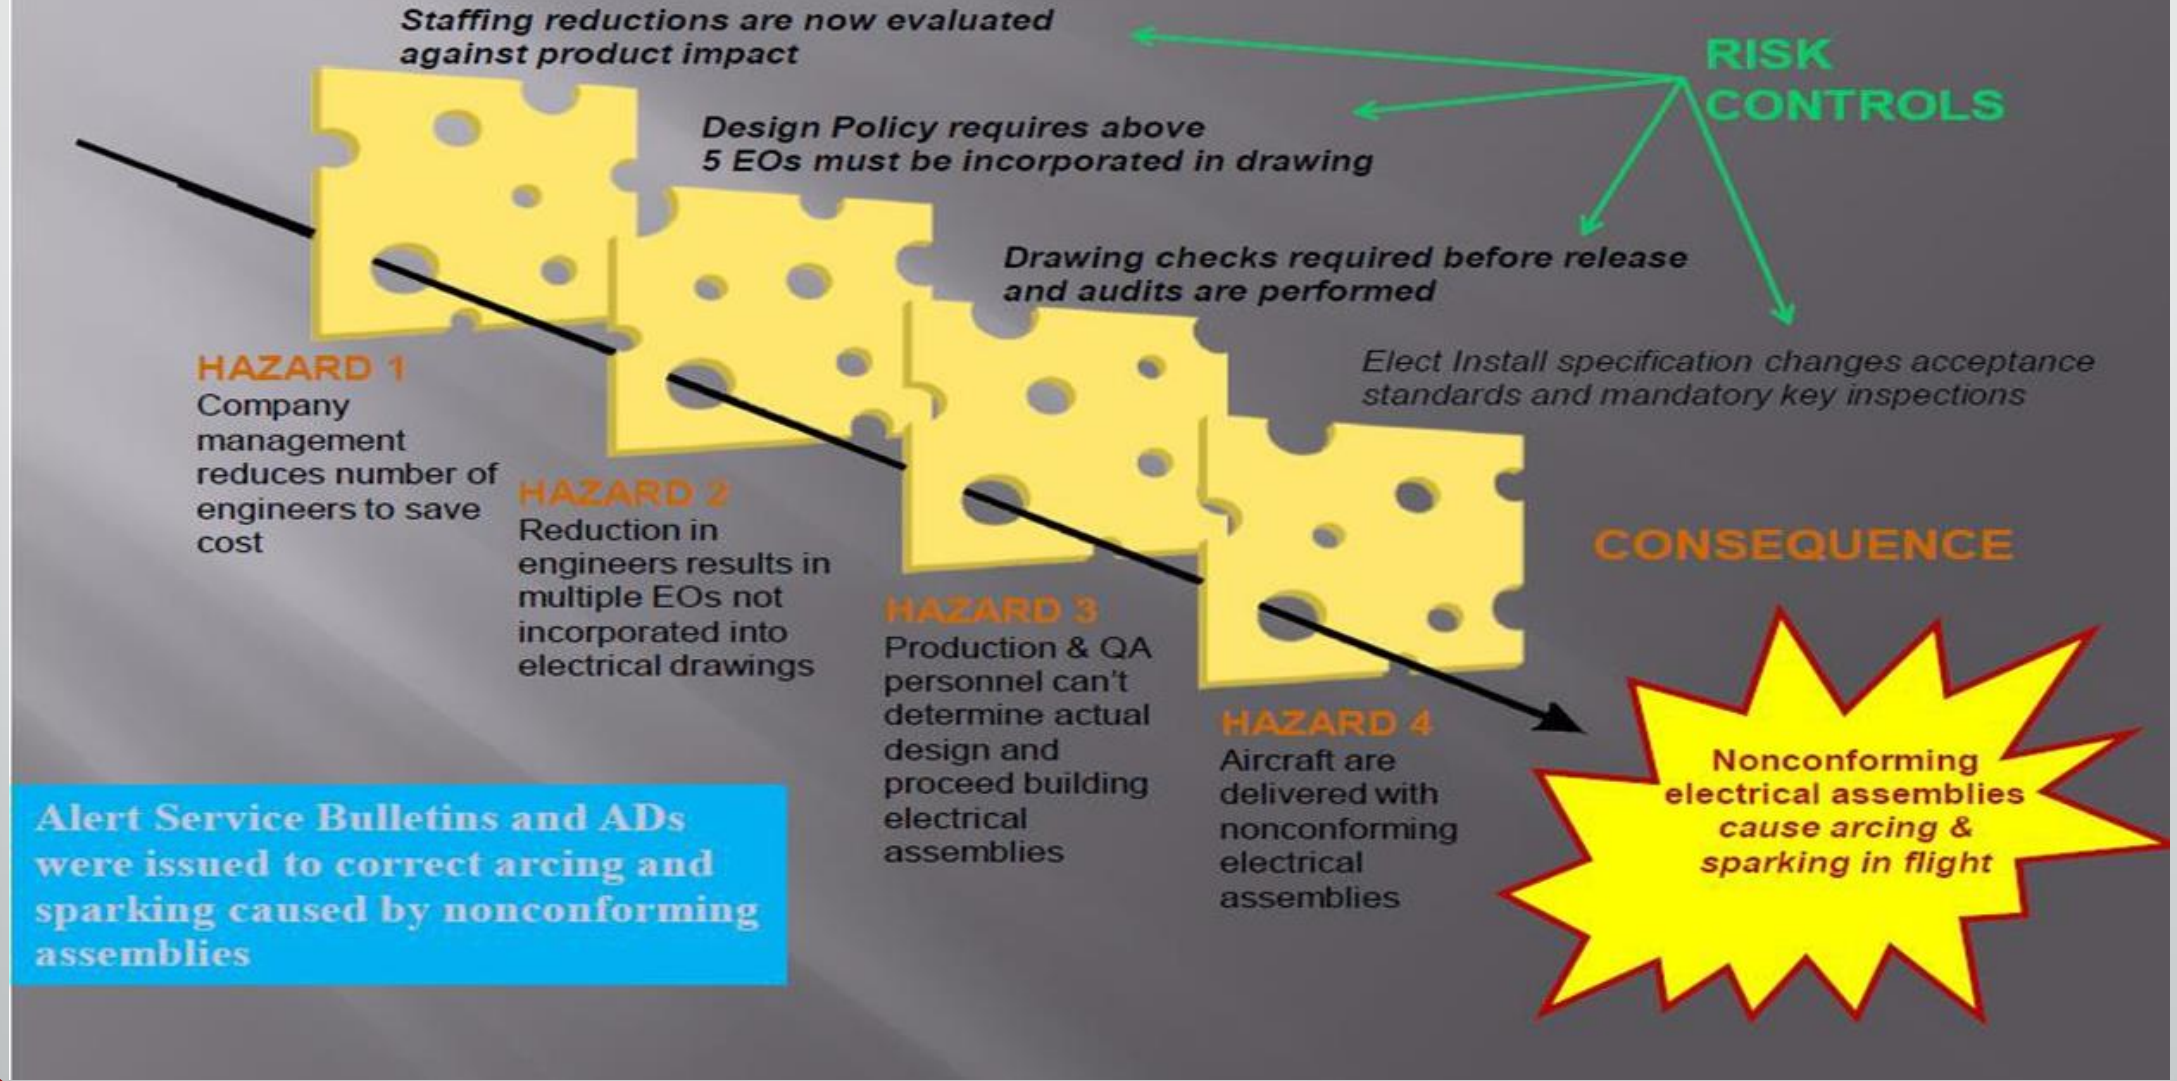 Staffing reductions are now evaluated
against product impact
RISK
CONTROLS
Design Policy requires above
5 EOs must be incorporated in drawing
Drawing checks required before release
and audits are performed
Elect Install specification changes acceptance
standards and mandatory key inspections
HAZARD 1
Company
management
reduces number of
engineers to save
cost
HAZARD 2
Reduction in
engineers results in
multiple EOs not
incorporated into
electrical drawings
HAZARD 3
Production & QA
personnel can't
determine actual
design and
proceed building
electrical
assemblies
HAZARD 4
Aircraft are
delivered with
nonconforming
electrical
assemblies
CONSEQUENCE
Nonconforming
electrical assemblies
cause arcing &
sparking in flight
Alert Service Bulletins and ADs
were issued to correct arcing and
sparking caused by nonconforming
assemblies